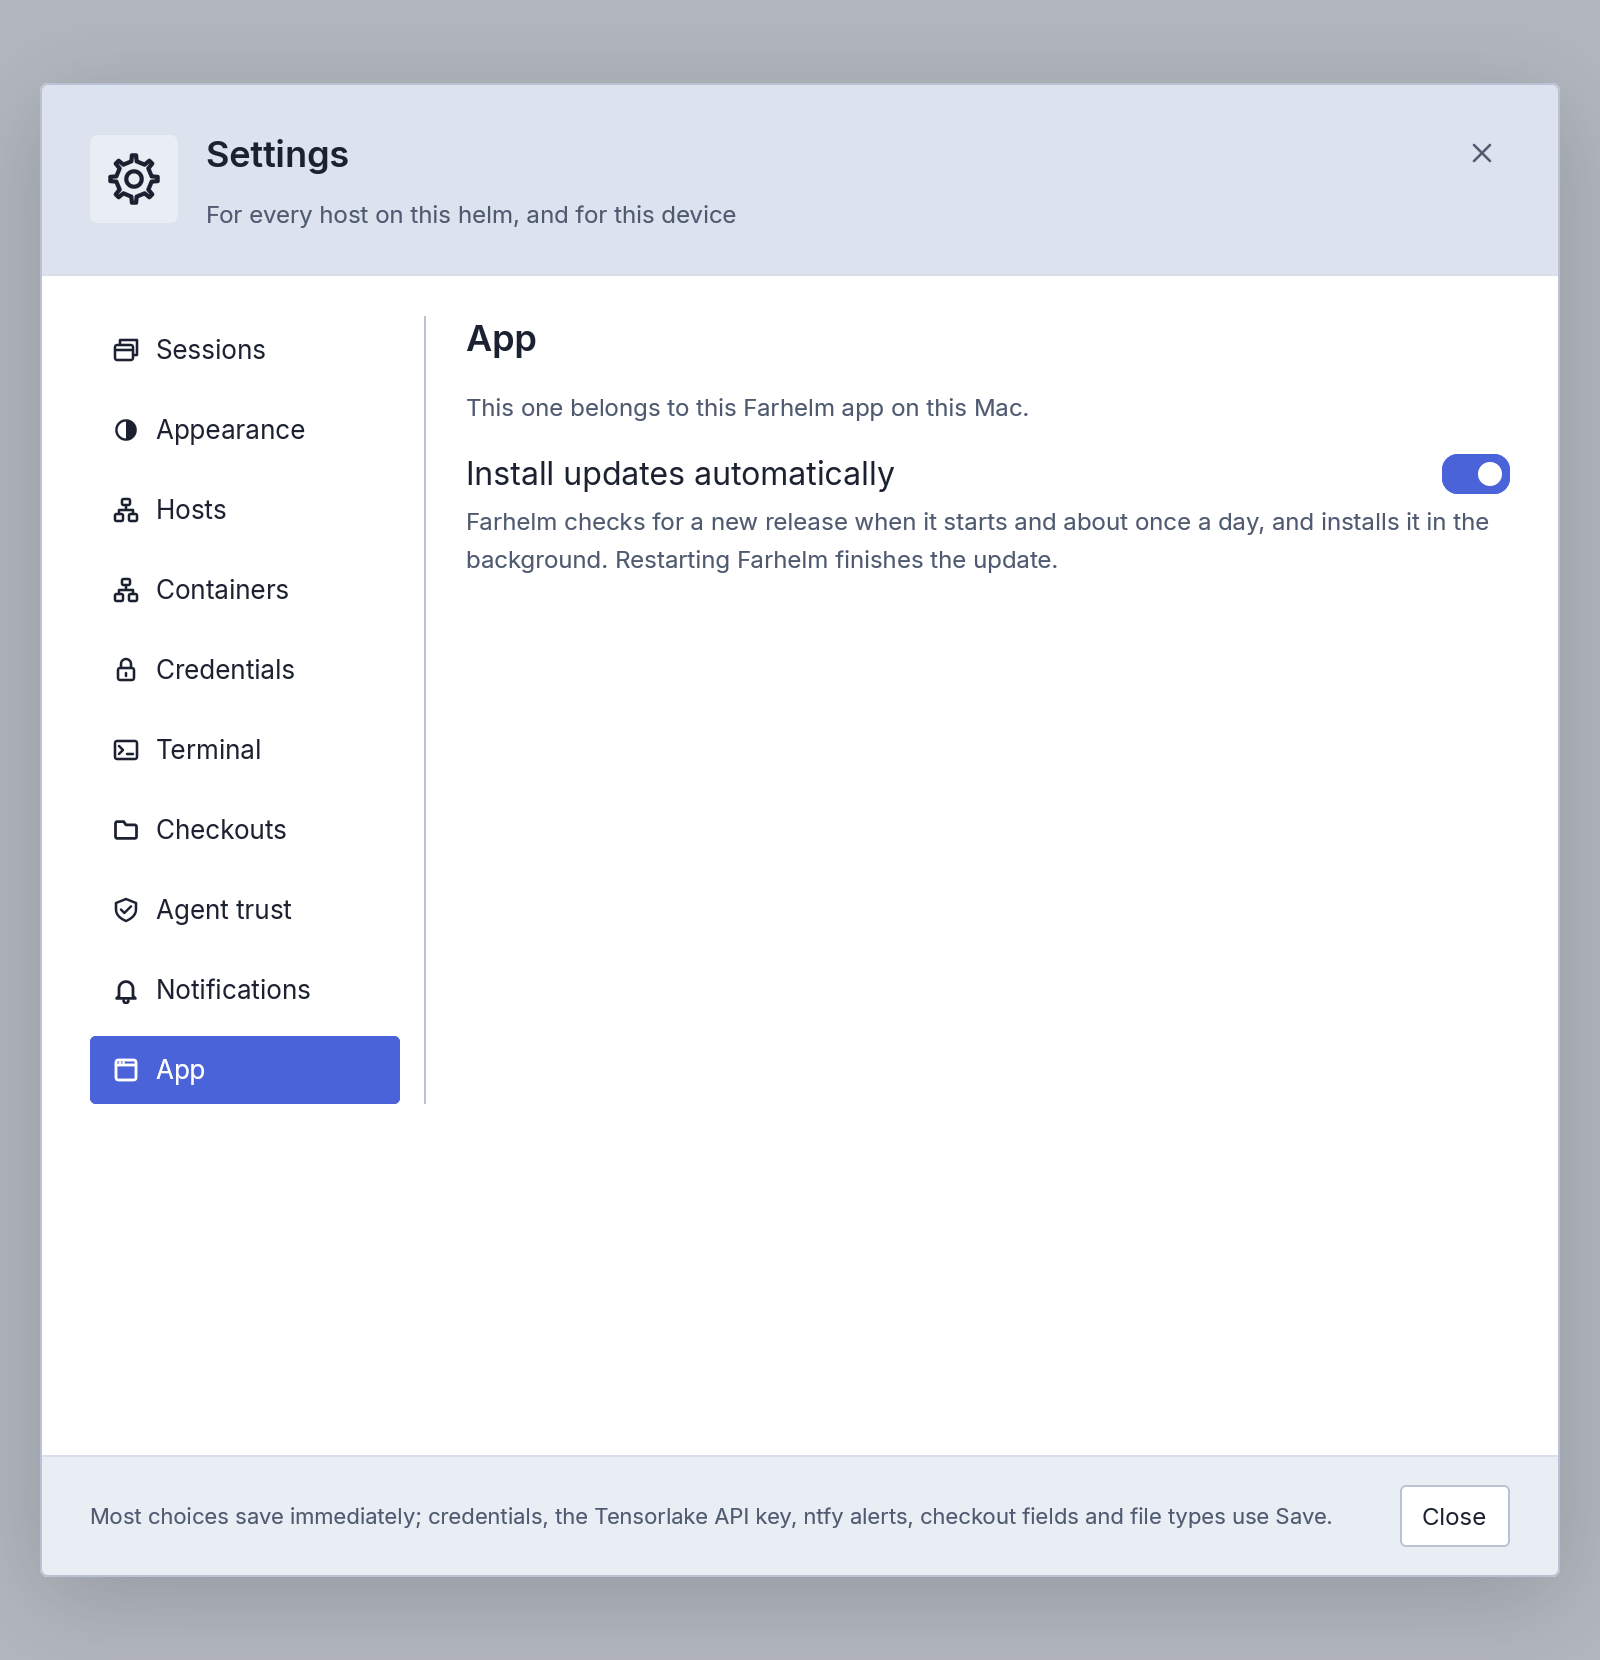 Settings
For every host on this helm, and for this device
Sessions
Appearance
Hosts
Containers
Credentials
Terminal
Checkouts
Agent trust
Notifications
App
App
This one belongs to this Farhelm app on this Mac.
Install updates automatically
Farhelm checks for a new release when it starts and about once a day, and installs it in the
background. Restarting Farhelm finishes the update.
Most choices save immediately; credentials, the Tensorlake API key, ntfy alerts, checkout fields and file types use Save.
Close